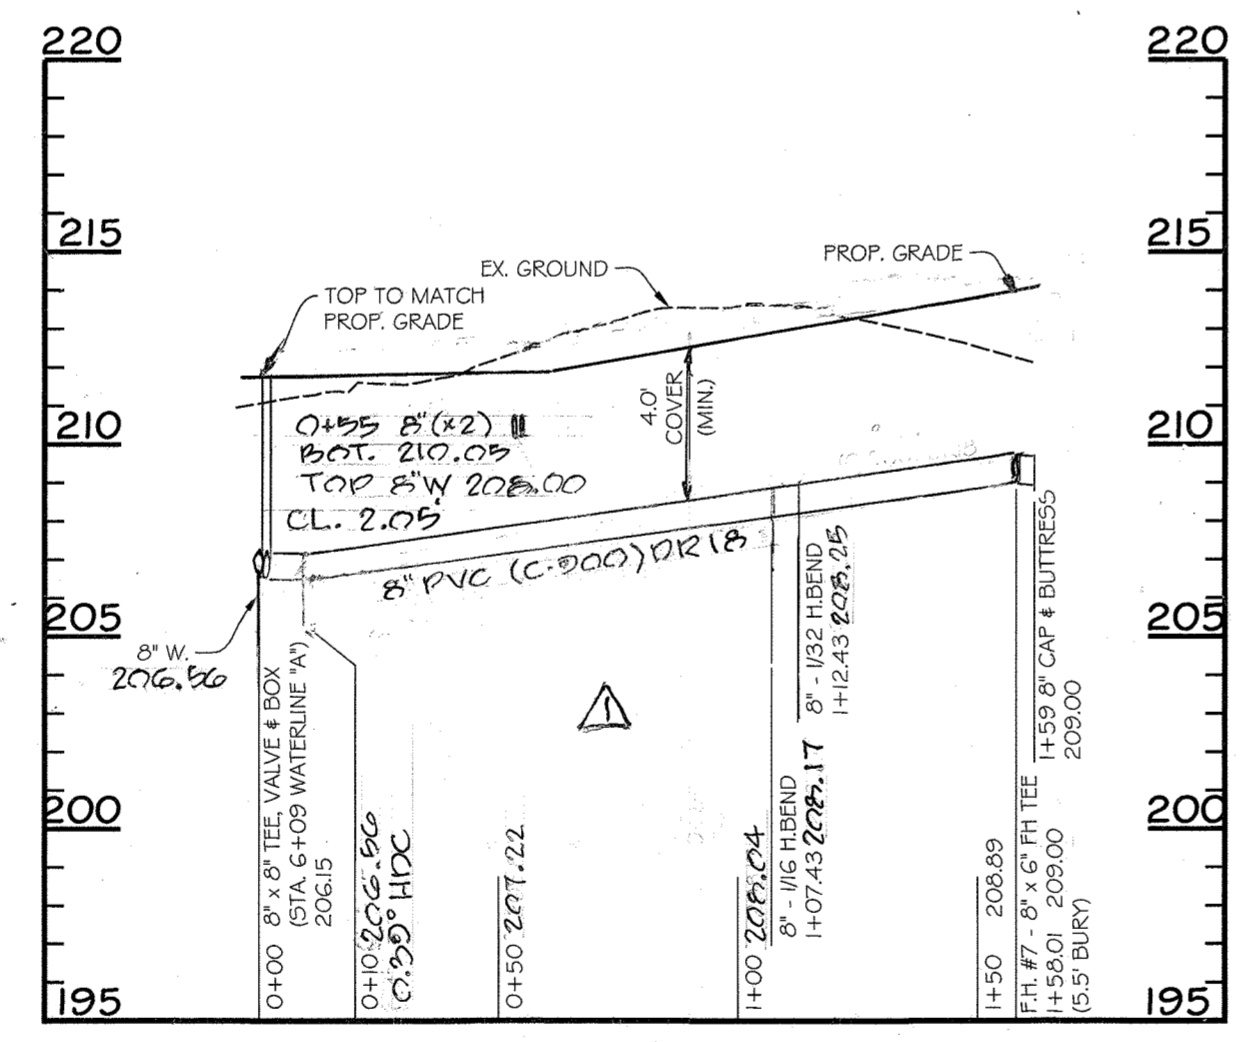 220
220
215
215
210
210
205
205
200
200
195
195
EX. GROUND
PROP. GRADE
TOP TO MATCH
PROP. GRADE
4.0'
COVER
(MIN.)
0+55 8"(x2)
BOT. 210.05
TOP 8"W 208.00
CL. 2.05'
8" PVC (C-900) DR18
8" W.
206.56
1
0+00 8" x 8" TEE, VALVE & BOX
(STA. 6+09 WATERLINE "A")
206.15
0+10 206.56
0.39° HDC
0+50 207.22
1+00 208.04
8" - 1/16 H.BEND
1+07.43 208.17
8" - 1/32 H.BEND
1+12.43 208.25
1+50 208.89
F.H. #7 - 8" x 6" FH TEE
1+58.01 209.00
(5.5' BURY)
1+59 8" CAP & BUTTRESS
209.00